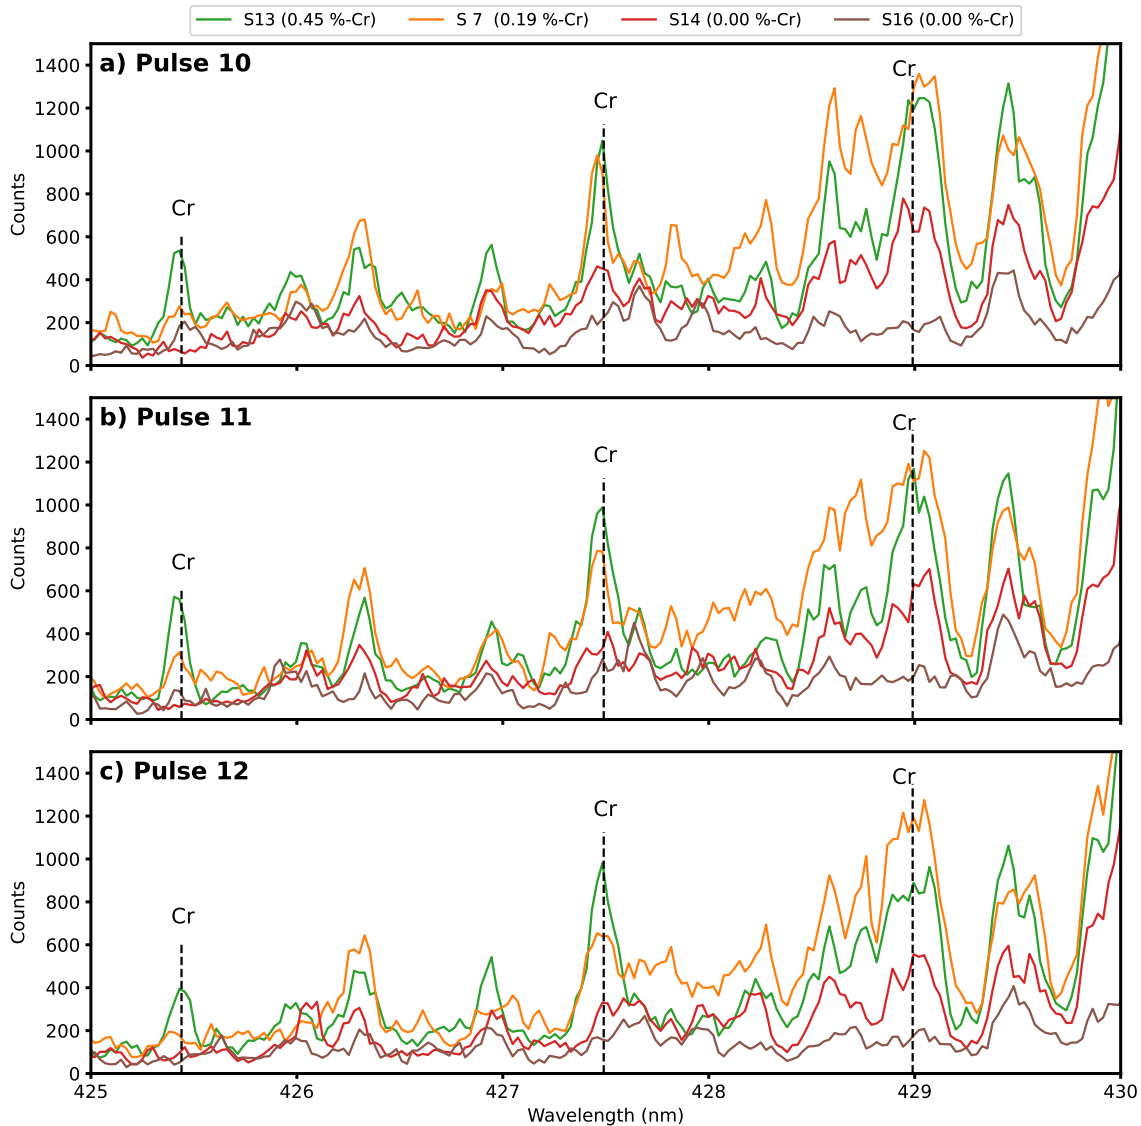 S13 (0.45 %-Cr) S 7 (0.19 %-Cr) S14 (0.00 %-Cr) S16 (0.00 %-Cr)
a) Pulse 10
Cr
Cr
Cr
1400
1200
1000
800
600
400
200
0
Counts
b) Pulse 11
Cr
Cr
Cr
1400
1200
1000
800
600
400
200
0
Counts
c) Pulse 12
Cr
Cr
Cr
1400
1200
1000
800
600
400
200
0
Counts
425 426 427 428 429 430
Wavelength (nm)